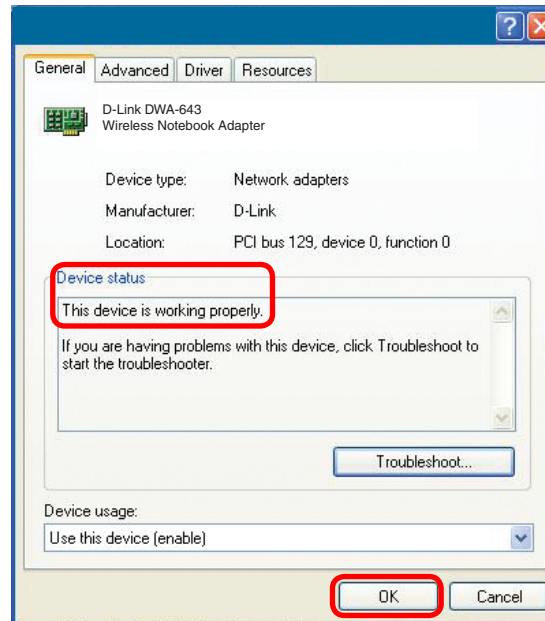 General Advanced Driver Resources
D-Link DWA-643
Wireless Notebook Adapter
Device type: Network adapters
Manufacturer: D-Link
Location: PCI bus 129, device 0, function 0
Device status
This device is working properly.
If you are having problems with this device, click Troubleshoot to
start the troubleshooter.
Troubleshoot...
Device usage:
Use this device (enable)
OK Cancel